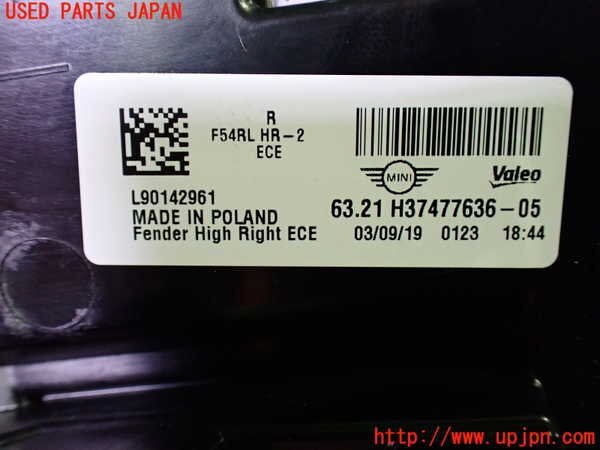 USED PARTS JAPAN
R
F54RL HR-2
ECE
MINI
Valeo
L90142961
63.21 H37477636-05
MADE IN POLAND
Fender High Right ECE
03/09/19 0123 18:44
http://www.upjpn.com/